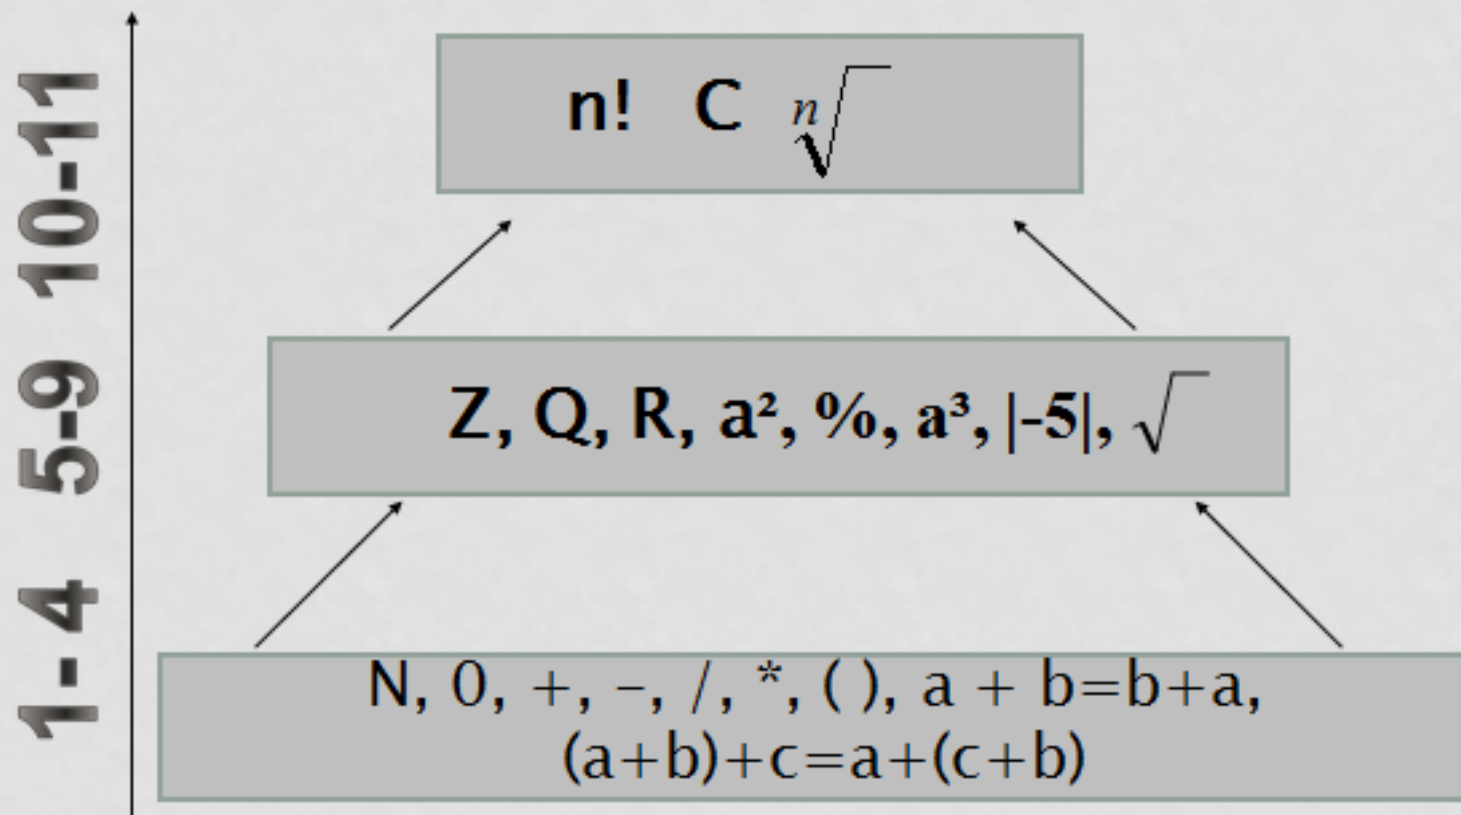 10-11
n! C ⁿ√
5-9
Z, Q, R, a², %, a³, |-5|, √
1- 4
N, 0, +, -, /, *, ( ), a + b=b+a,
(a+b)+c=a+(c+b)